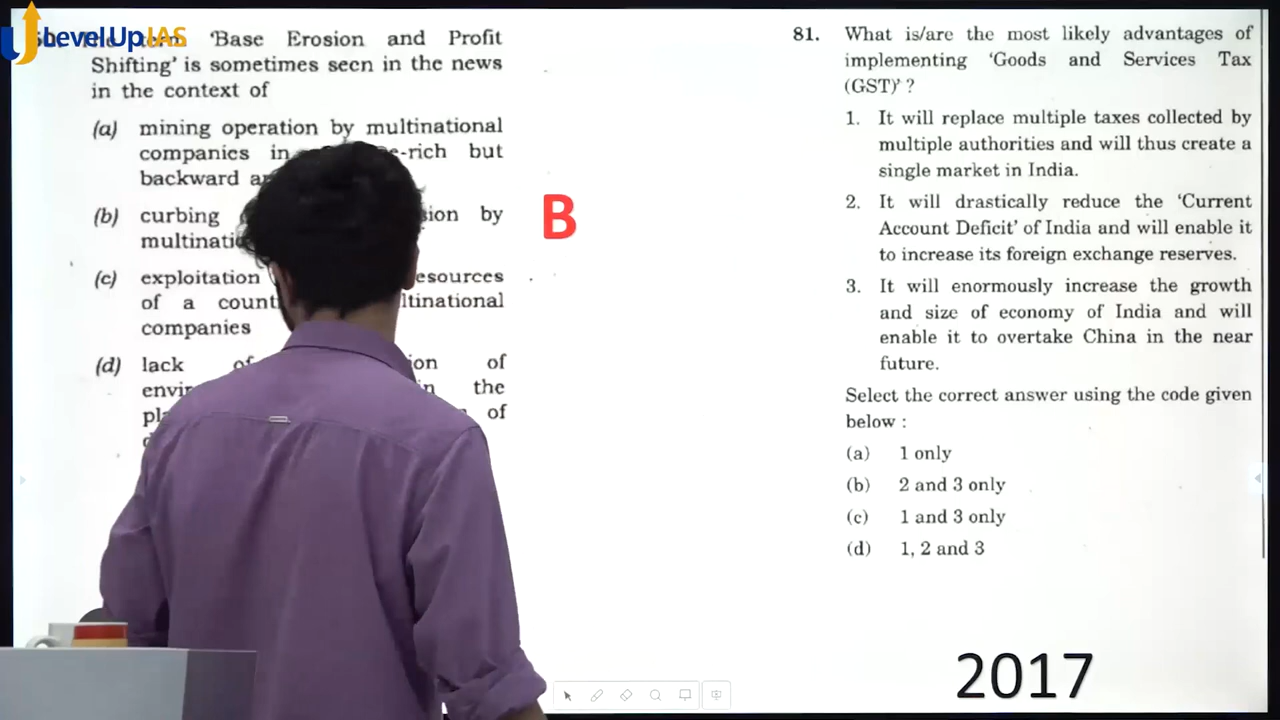 LevelUpIAS
'Base Erosion and Profit
Shifting' is sometimes seen in the news
in the context of
(a) mining operation by multinational
companies in -rich but
backward
(b) curbing sion by
(c) exploitation esources
of a ltinational
companies
(d) lack of of
the
of
B
81. What is/are the most likely advantages of
implementing 'Goods and Services Tax
(GST)' ?
1. It will replace multiple taxes collected by
multiple authorities and will thus create a
single market in India.
2. It will drastically reduce the 'Current
Account Deficit' of India and will enable it
to increase its foreign exchange reserves.
3. It will enormously increase the growth
and size of economy of India and will
enable it to overtake China in the near
future.
Select the correct answer using the code given
below :
(a) 1 only
(b) 2 and 3 only
(c) 1 and 3 only
(d) 1, 2 and 3
2017